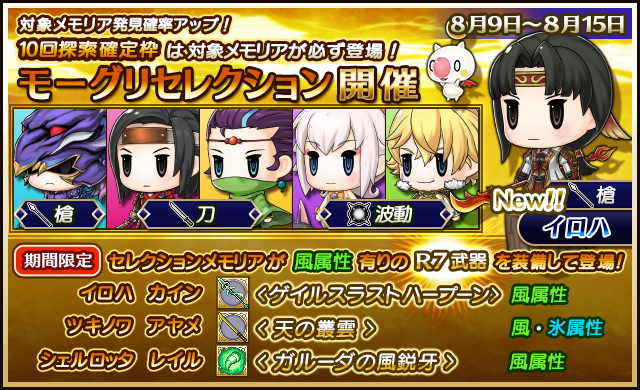 対象メモリア発見確率アップ！
8月9日～8月15日
10回探索確定枠 は対象メモリアが必ず登場！
モーグリセレクション開催
槍
刀
波動
New!! 槍
イロハ
期間限定 セレクションメモリアが 風属性 有りの R7武器 を装備して登場!
イロハ カイン <ゲイルスラストハープーン> 風属性
ツキノワ アヤメ <天の叢雲> 風・氷属性
シェルロッタ レイル <ガルーダの風鋭牙> 風属性